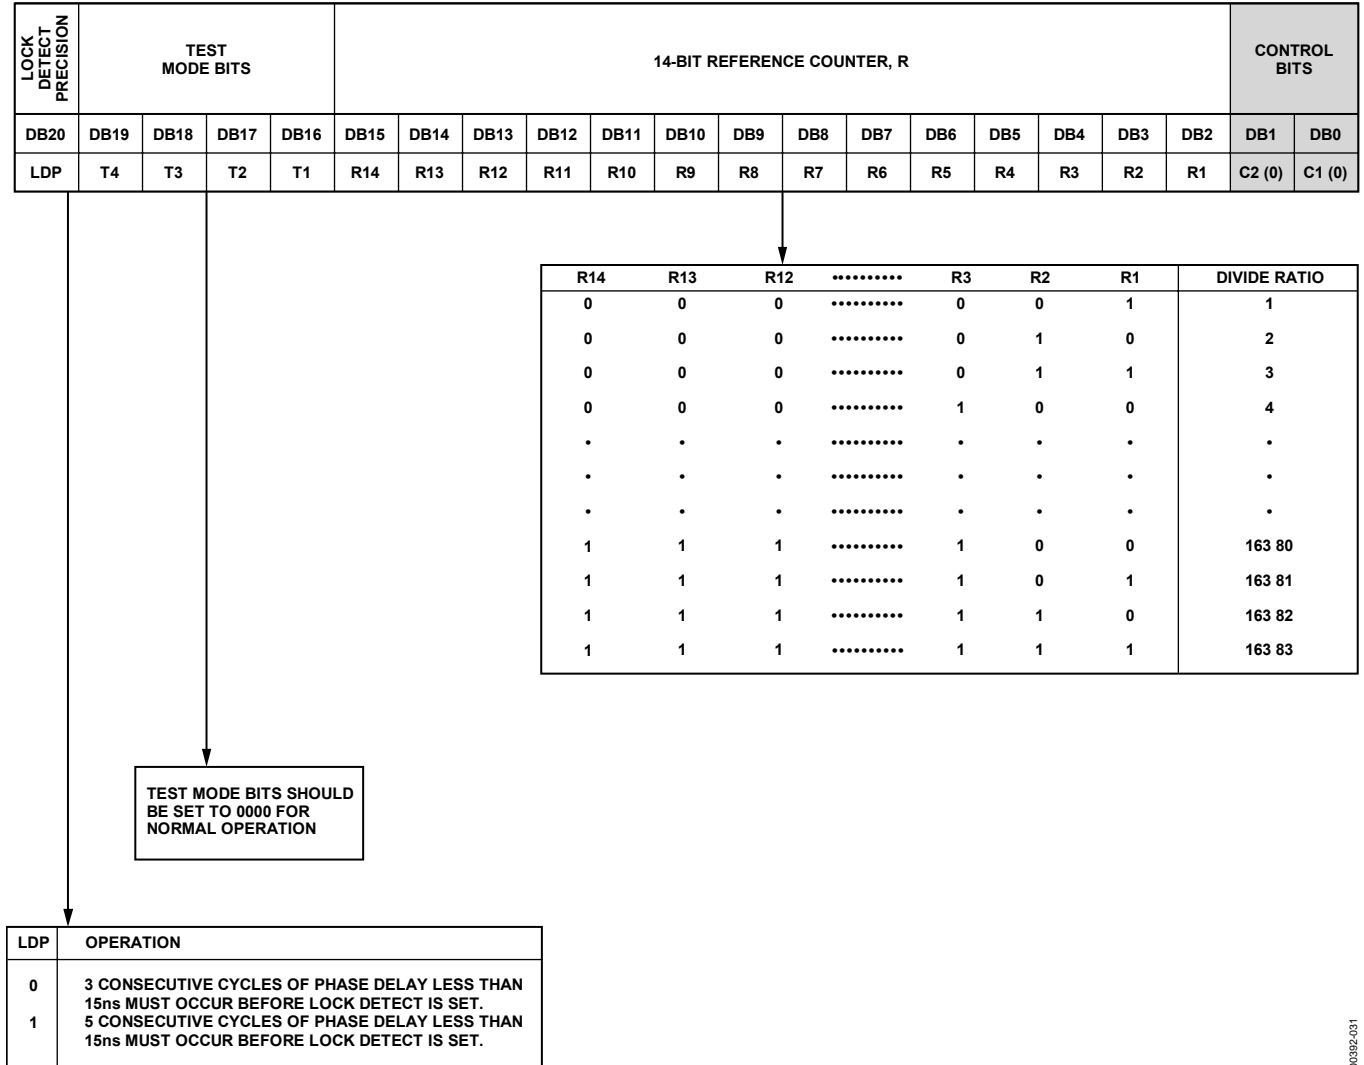 LOCK
DETECT
PRECISION
TEST
MODE BITS
14-BIT REFERENCE COUNTER, R
CONTROL
BITS
DB20 DB19 DB18 DB17 DB16 DB15 DB14 DB13 DB12 DB11 DB10 DB9 DB8 DB7 DB6 DB5 DB4 DB3 DB2 DB1 DB0
LDP T4 T3 T2 T1 R14 R13 R12 R11 R10 R9 R8 R7 R6 R5 R4 R3 R2 R1 C2 (0) C1 (0)
R14 R13 R12 •••••••••• R3 R2 R1 DIVIDE RATIO
0 0 0 •••••••••• 0 0 1 1
0 0 0 •••••••••• 0 1 0 2
0 0 0 •••••••••• 0 1 1 3
0 0 0 •••••••••• 1 0 0 4
• • • •••••••••• • • • •
• • • •••••••••• • • • •
• • • •••••••••• • • • •
1 1 1 •••••••••• 1 0 0 163 80
1 1 1 •••••••••• 1 0 1 163 81
1 1 1 •••••••••• 1 1 0 163 82
1 1 1 •••••••••• 1 1 1 163 83
TEST MODE BITS SHOULD
BE SET TO 0000 FOR
NORMAL OPERATION
LDP OPERATION
0 3 CONSECUTIVE CYCLES OF PHASE DELAY LESS THAN
15ns MUST OCCUR BEFORE LOCK DETECT IS SET.
1 5 CONSECUTIVE CYCLES OF PHASE DELAY LESS THAN
15ns MUST OCCUR BEFORE LOCK DETECT IS SET.
00392-031